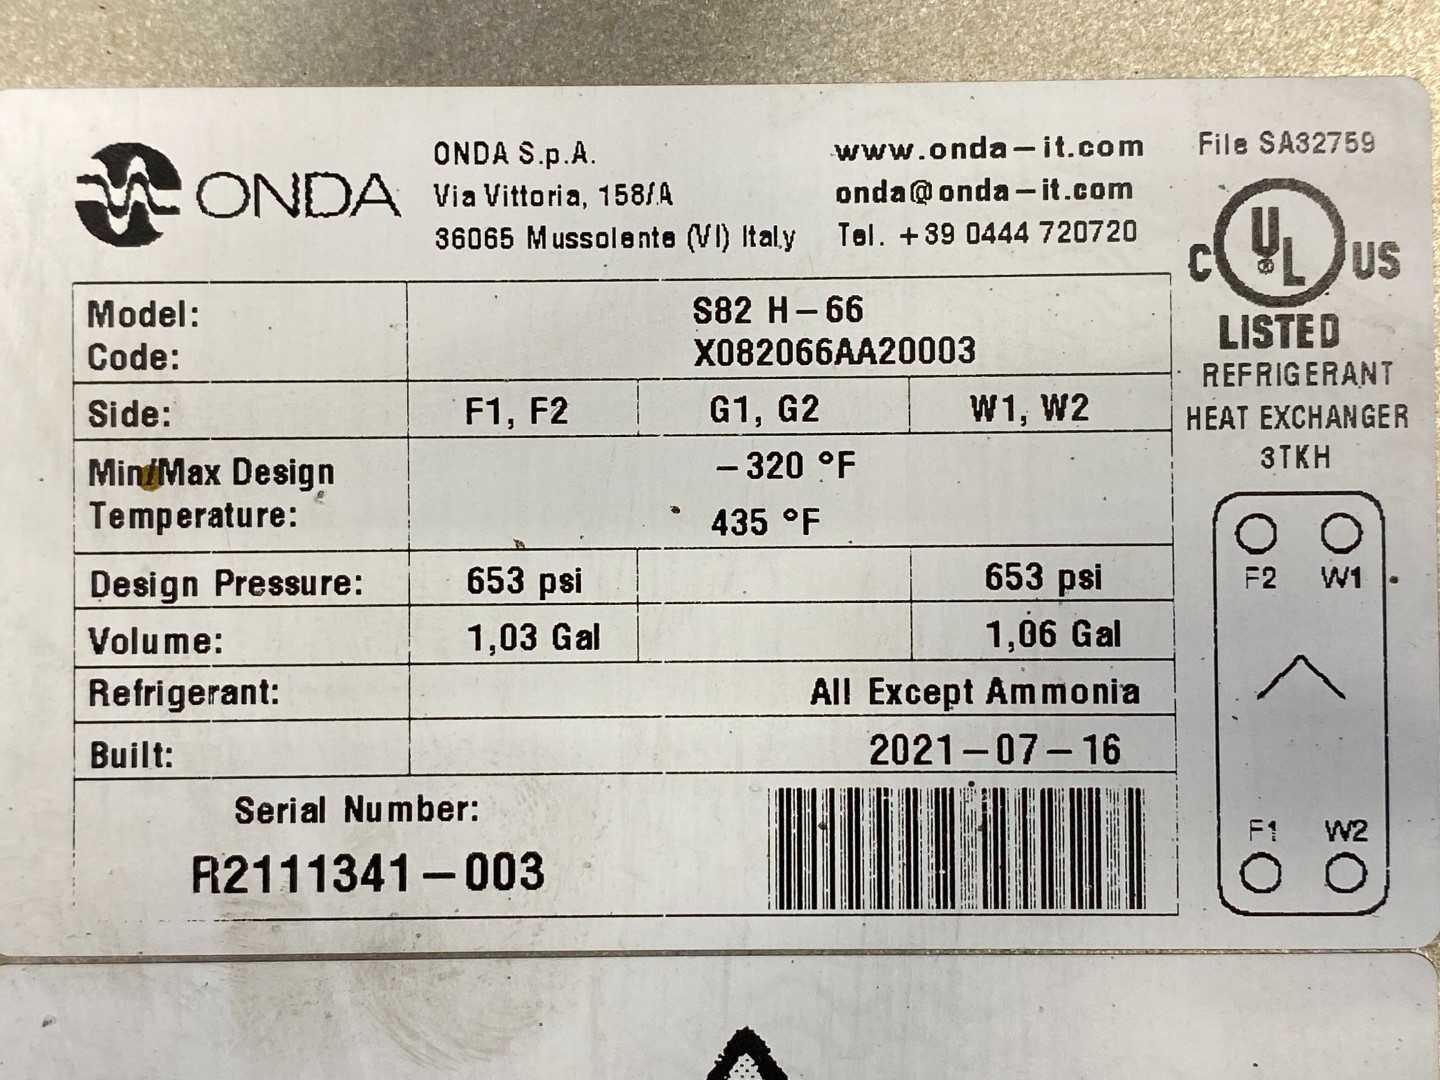 ONDA
ONDA S.p.A.
Via Vittoria, 158/A
36065 Mussolente (VI) Italy
www.onda-it.com
onda@onda-it.com
Tel. +39 0444 720720
File SA32759
C UL US
LISTED
REFRIGERANT
HEAT EXCHANGER
3TKH
Model: S82 H-66
Code: X082066AA20003
Side: F1, F2 G1, G2 W1, W2
Min/Max Design -320 °F
Temperature: 435 °F
Design Pressure: 653 psi 653 psi
Volume: 1,03 Gal 1,06 Gal
Refrigerant: All Except Ammonia
Built: 2021-07-16
Serial Number:
R2111341-003
F2 W1
F1 W2